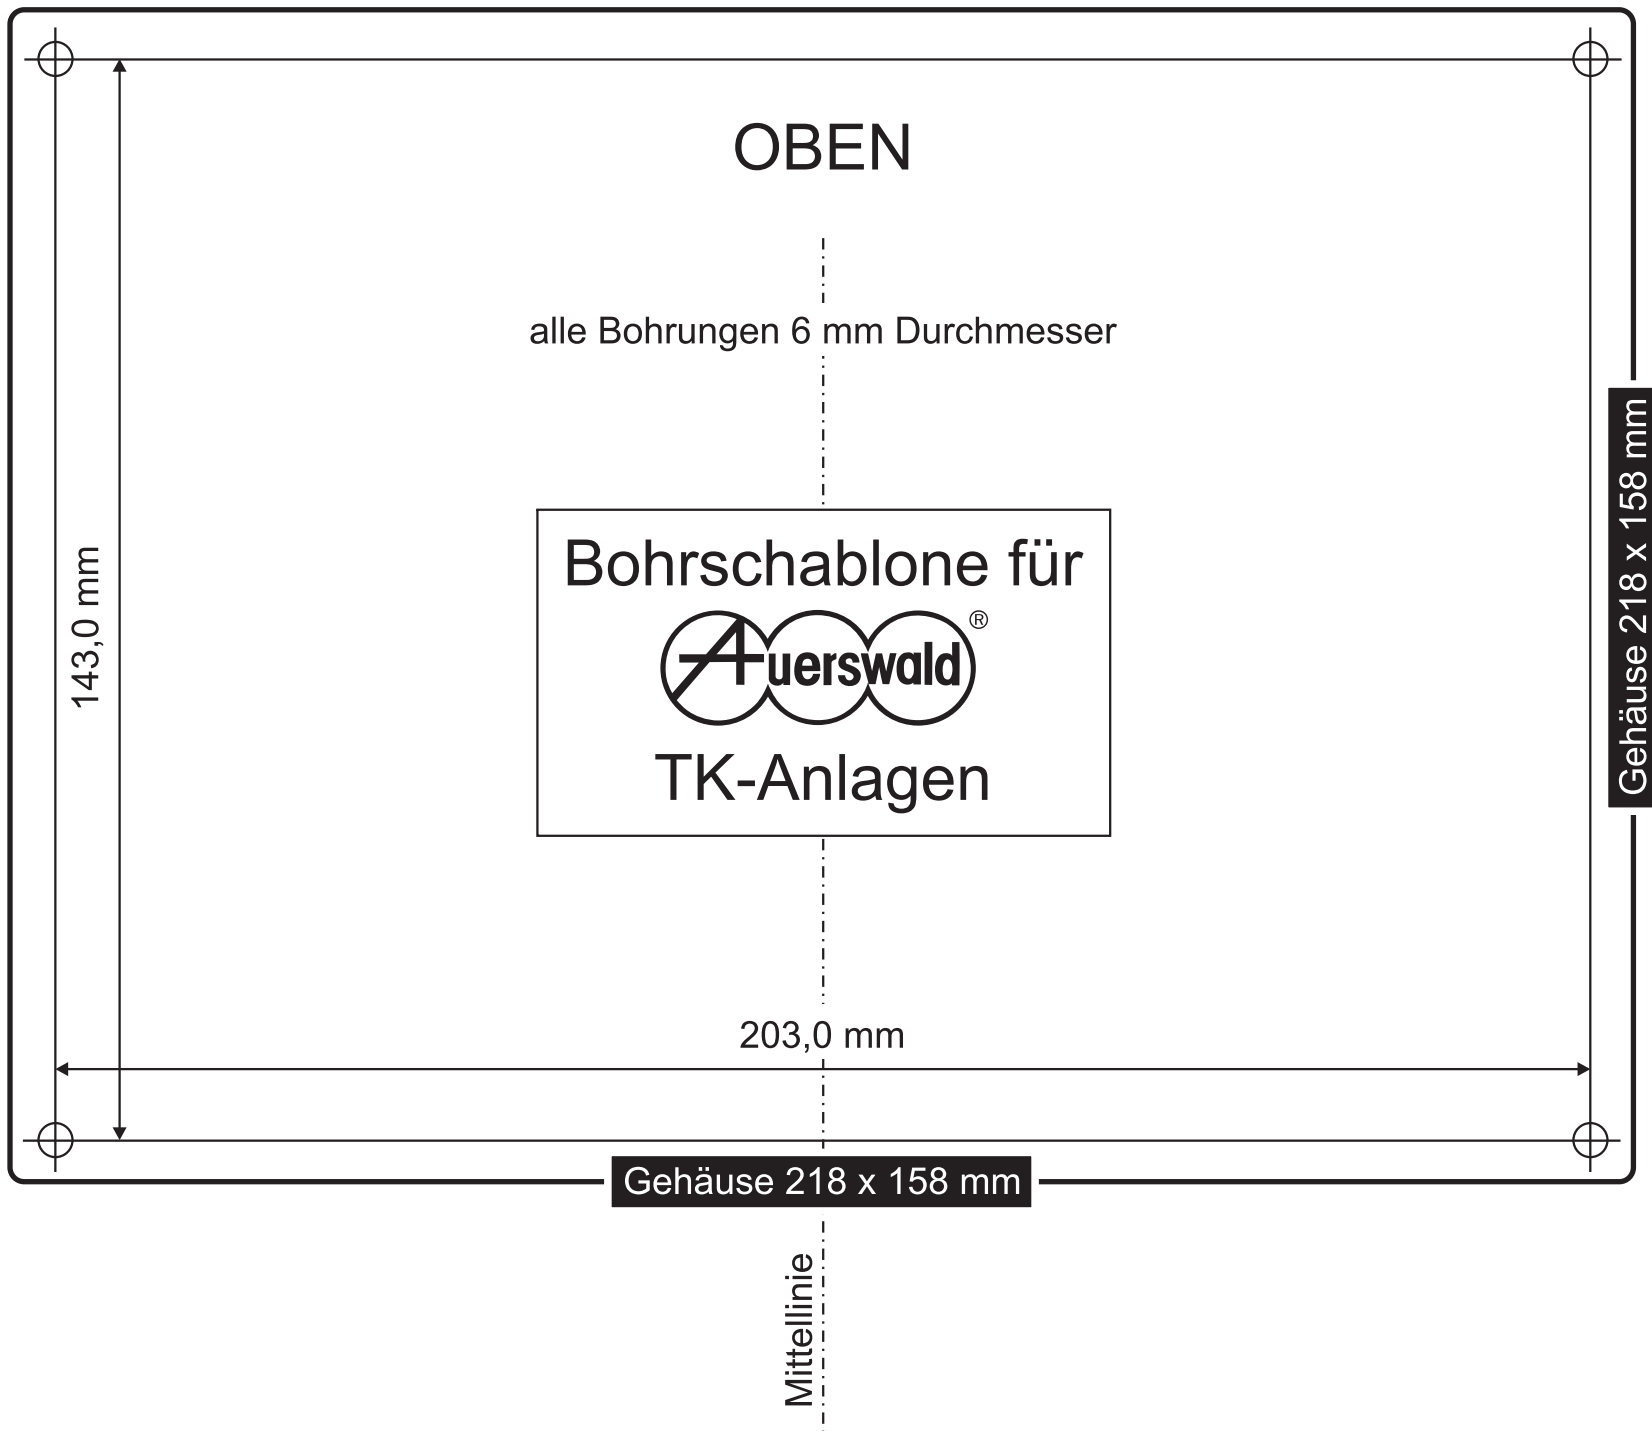 OBEN
alle Bohrungen 6 mm Durchmesser
Gehäuse 218 x 158 mm
143,0 mm
Bohrschablone für
Auerswald®
TK-Anlagen
203,0 mm
Gehäuse 218 x 158 mm
Mittellinie